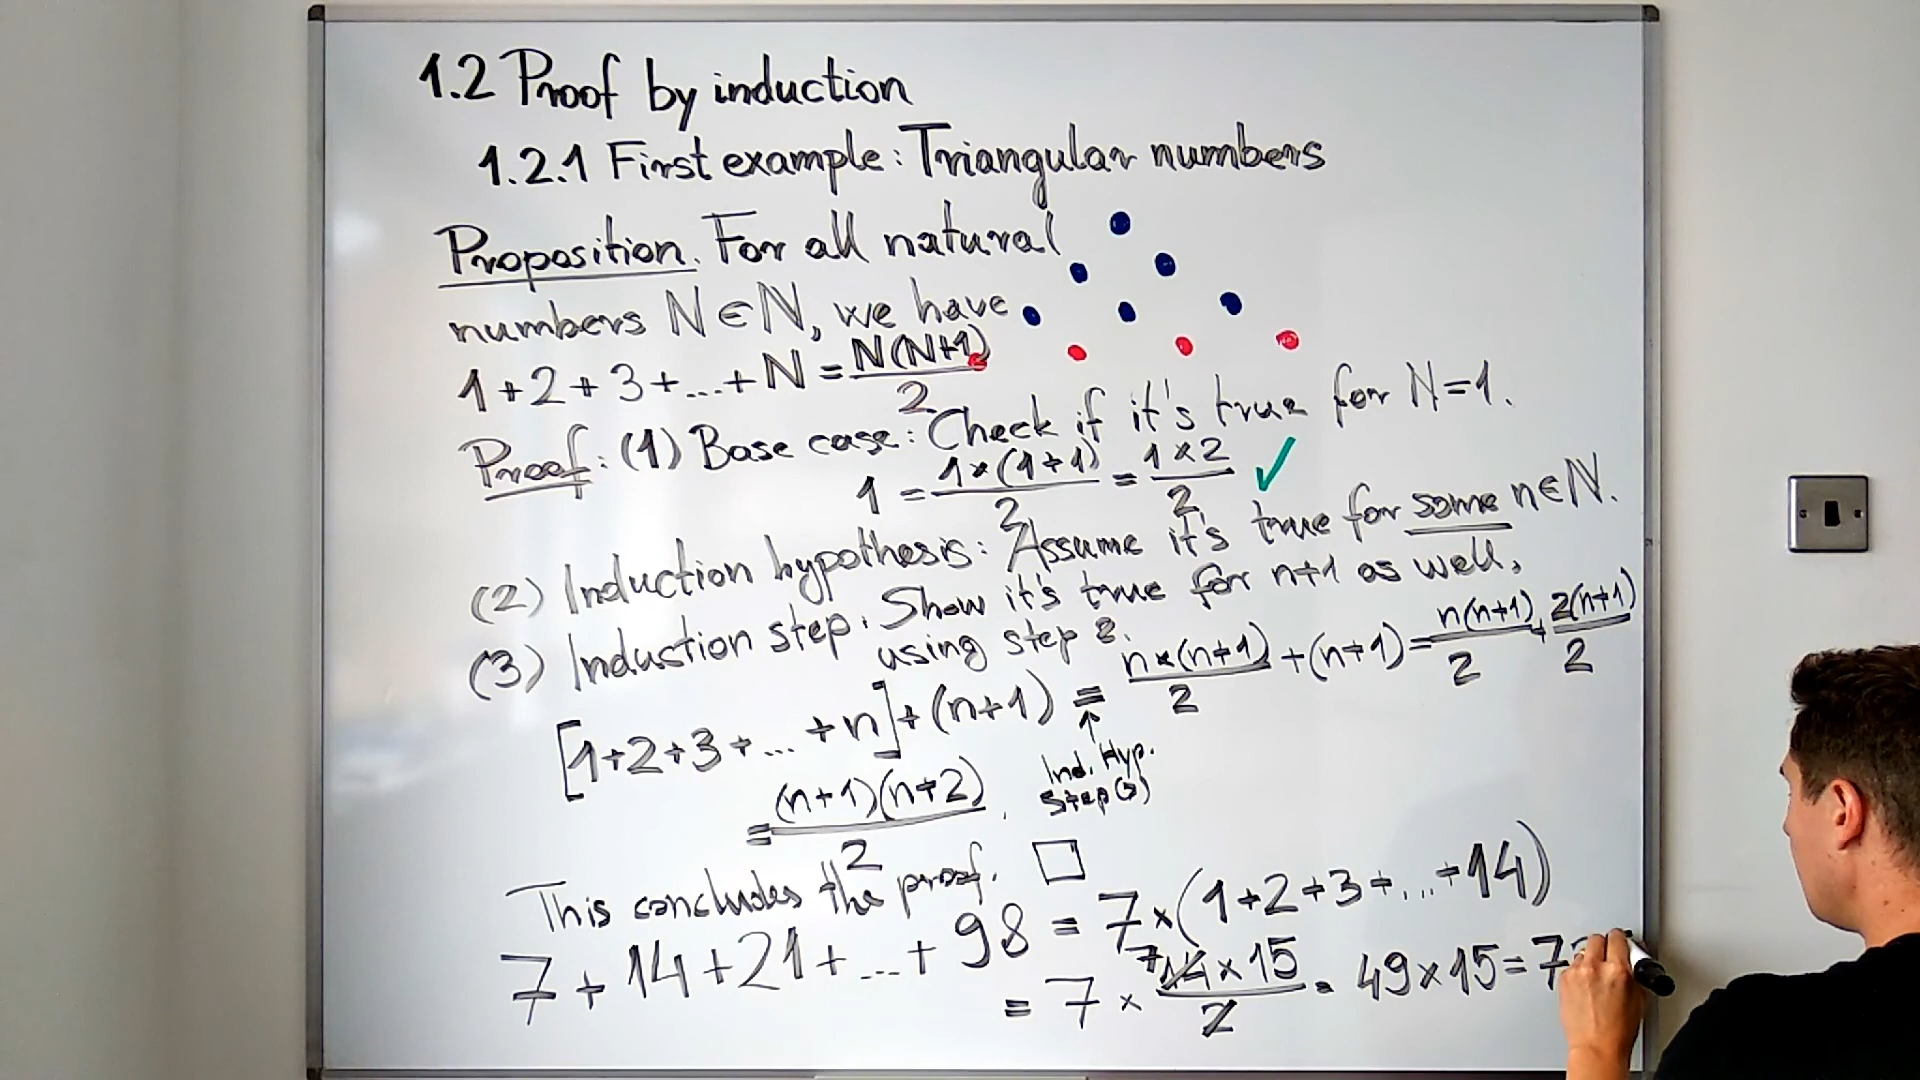 1.2 Proof by induction
1.2.1 First example: Triangular numbers
Proposition. For all natural
numbers N∈ℕ, we have
1+2+3+...+N = N(N+1)/2
Proof: (1) Base case: Check if it's true for N=1.
1 = 1×(1+1)/2 = 1×2/2 ✓
(2) Induction hypothesis: Assume it's true for some n∈ℕ.
(3) Induction step. Show it's true for n+1 as well,
using step 2.
[1+2+3+...+n]+(n+1) = n×(n+1)/2 +(n+1)= n(n+1)/2 + 2(n+1)/2
↑
Ind. Hyp.
Step (2)
= (n+1)(n+2)/2.
This concludes the proof. □
7+14+21+...+98 = 7×(1+2+3+...+14)
= 7 × 7 14×15/2 = 49×15=7